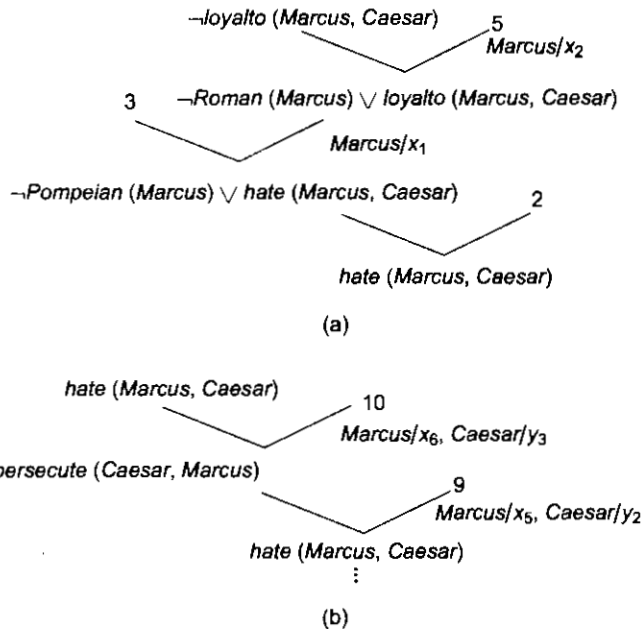 ¬loyalto (Marcus, Caesar)
5
Marcus/x₂
3
¬Roman (Marcus) ∨ loyalto (Marcus, Caesar)
Marcus/x₁
¬Pompeian (Marcus) ∨ hate (Marcus, Caesar)
2
hate (Marcus, Caesar)
(a)
hate (Marcus, Caesar)
10
Marcus/x₆, Caesar/y₃
persecute (Caesar, Marcus)
9
Marcus/x₅, Caesar/y₂
hate (Marcus, Caesar)
⋮
(b)